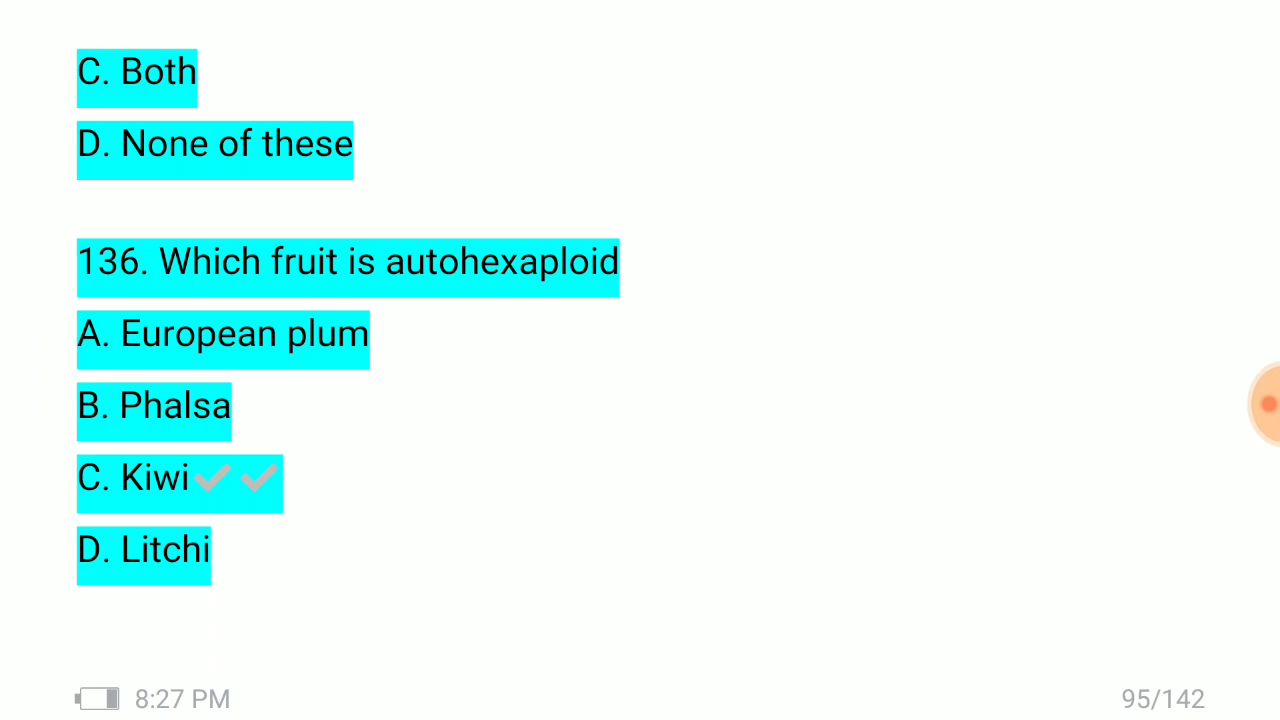 C. Both
D. None of these
136. Which fruit is autohexaploid
A. European plum
B. Phalsa
C. Kiwi✔✔
D. Litchi
8:27 PM
95/142